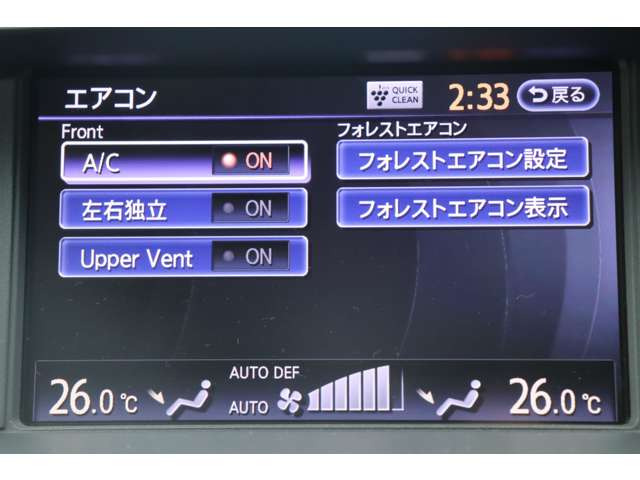 エアコン
QUICK
CLEAN
2:33
戻る
Front
A/C ON
左右独立 ON
Upper Vent ON
フォレストエアコン
フォレストエアコン設定
フォレストエアコン表示
26.0℃
AUTO DEF
AUTO
26.0℃